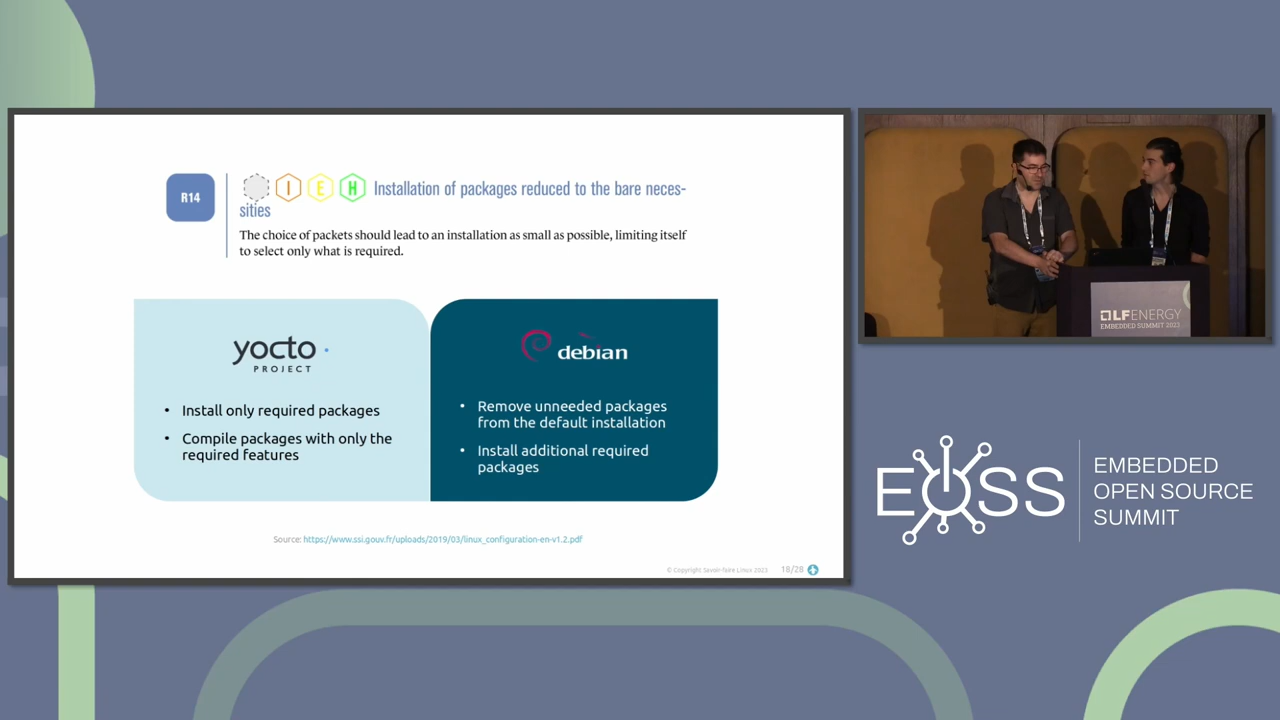 R14
I E H Installation of packages reduced to the bare neces-
sities
The choice of packets should lead to an installation as small as possible, limiting itself
to select only what is required.
yocto
PROJECT
• Install only required packages
• Compile packages with only the
required features
debian
• Remove unneeded packages
from the default installation
• Install additional required
packages
Source: https://www.ssi.gouv.fr/uploads/2019/03/linux_configuration-en-v1.2.pdf
© Copyright Savoir-faire Linux 2023 18/28
LFENERGY
EMBEDDED SUMMIT 2023
EOSS
EMBEDDED
OPEN SOURCE
SUMMIT